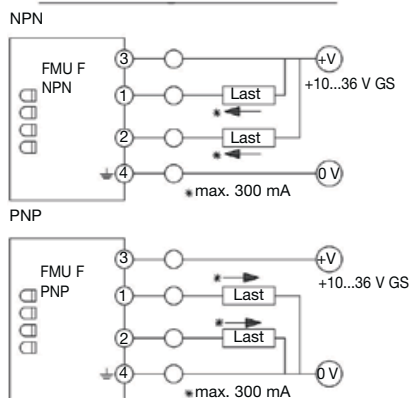 NPN
FMU F
NPN
3
+V
+10...36 V GS
1
Last
*
2
Last
*
4
0 V
* max. 300 mA
PNP
FMU F
PNP
3
+V
+10...36 V GS
*
1
Last
*
2
Last
4
0 V
* max. 300 mA